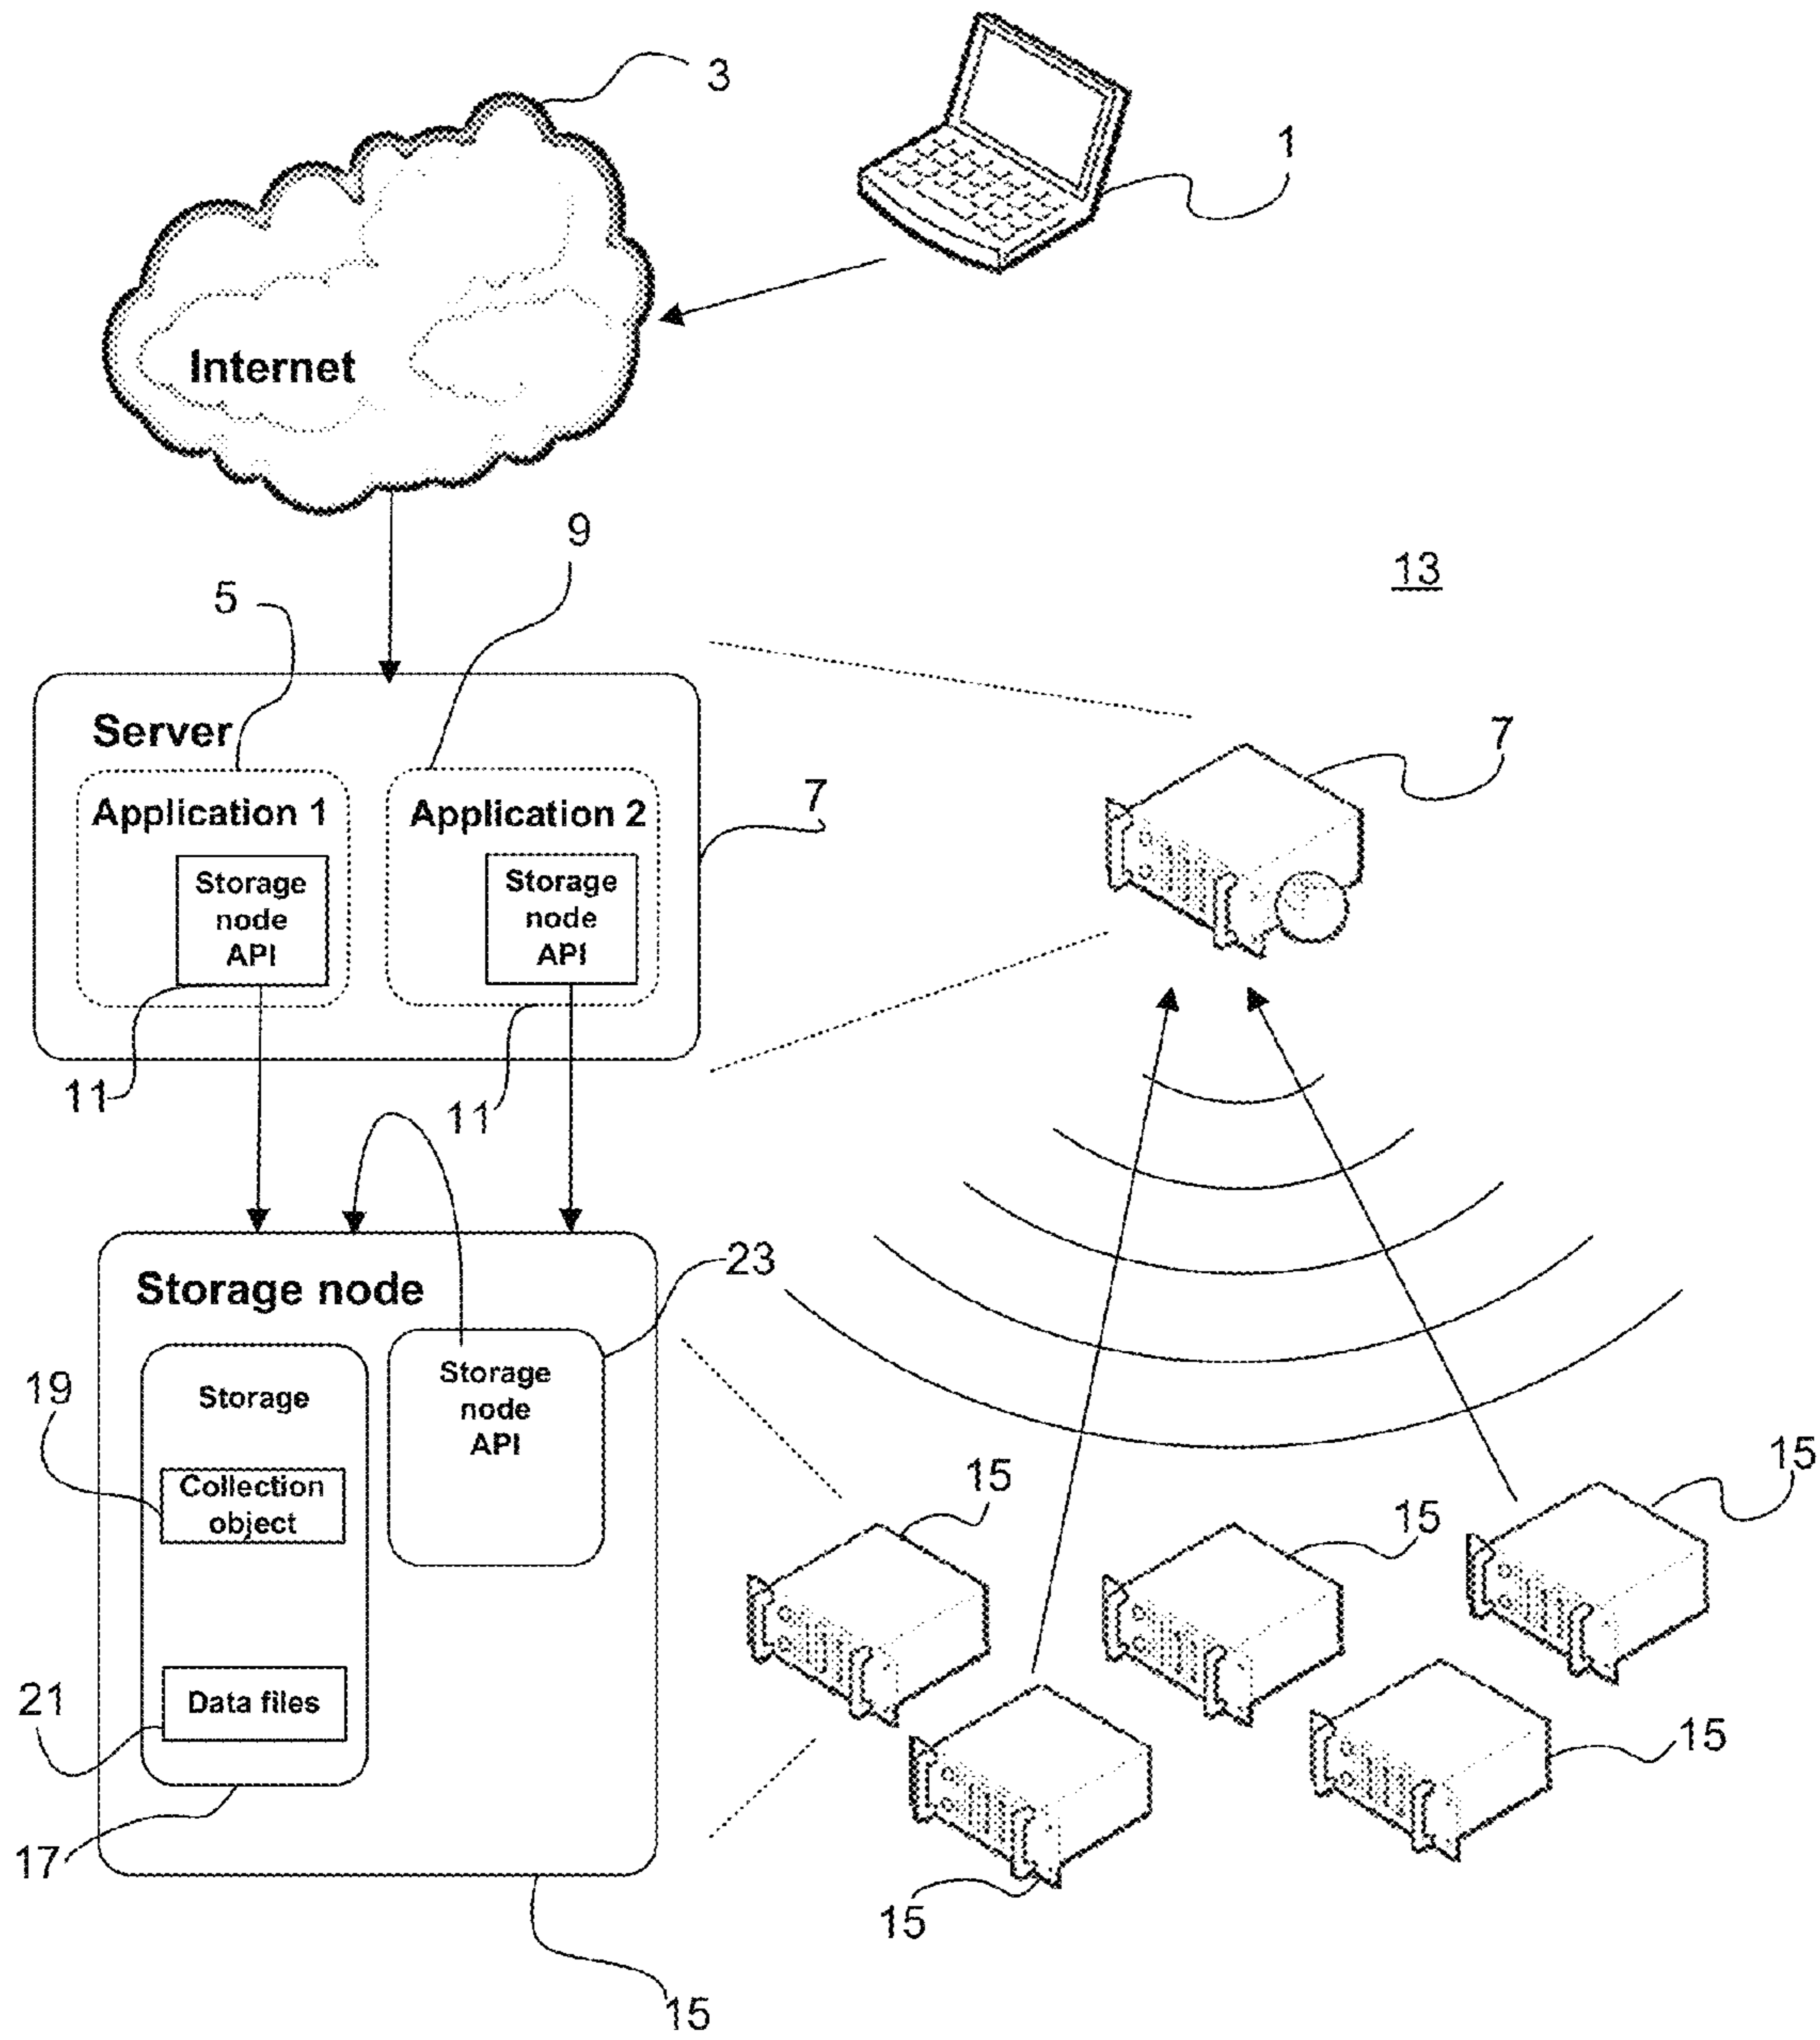 3
1
Internet
9
13
5
Server
7
7
Application 1
Application 2
Storage
node
API
Storage
node
API
11
11
23
Storage node
Storage
node
API
19
Storage
Collection
object
15
15
15
21
Data files
15
17
15
15